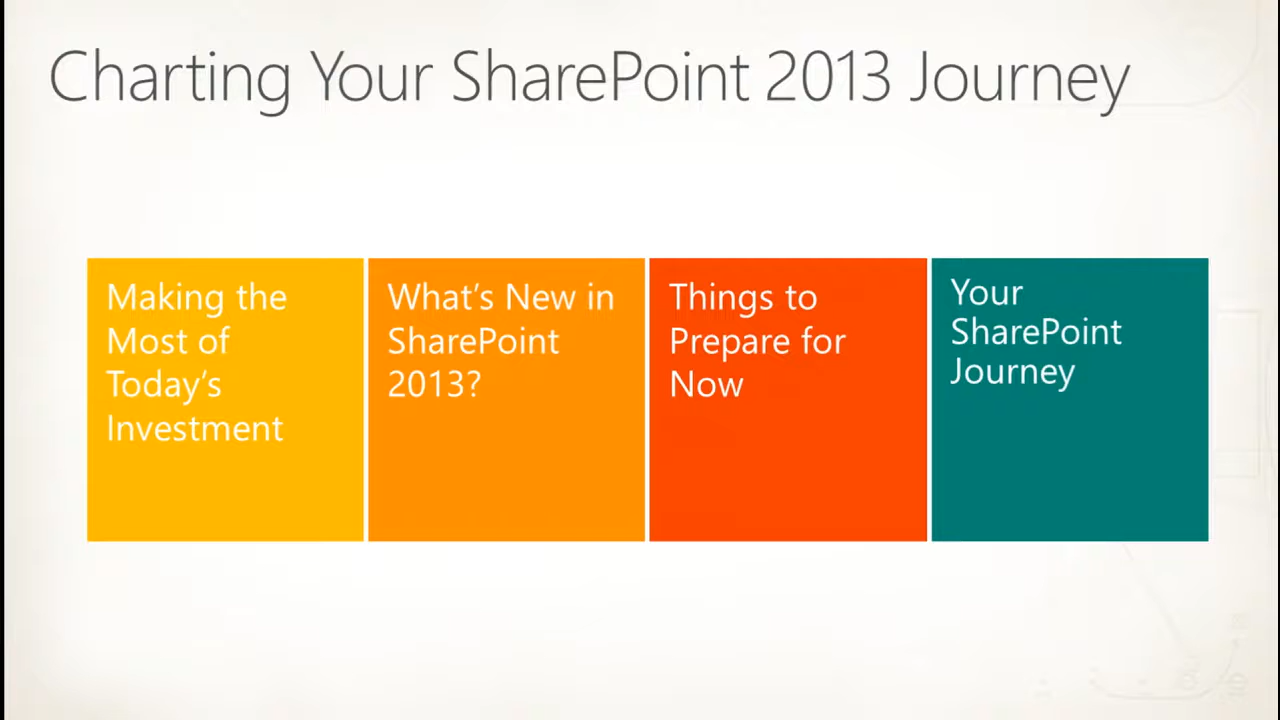 Charting Your SharePoint 2013 Journey
Making the
Most of
Today's
Investment
What's New in
SharePoint
2013?
Things to
Prepare for
Now
Your
SharePoint
Journey